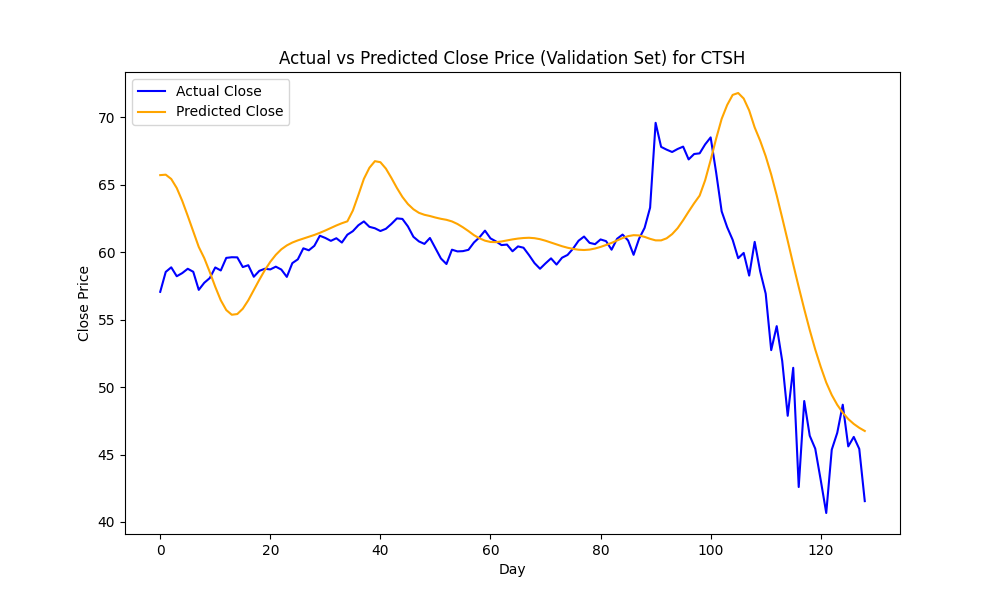 Actual vs Predicted Close Price (Validation Set) for CTSH
Actual Close
Predicted Close
Close Price
70
65
60
55
50
45
40
0 20 40 60 80 100 120
Day